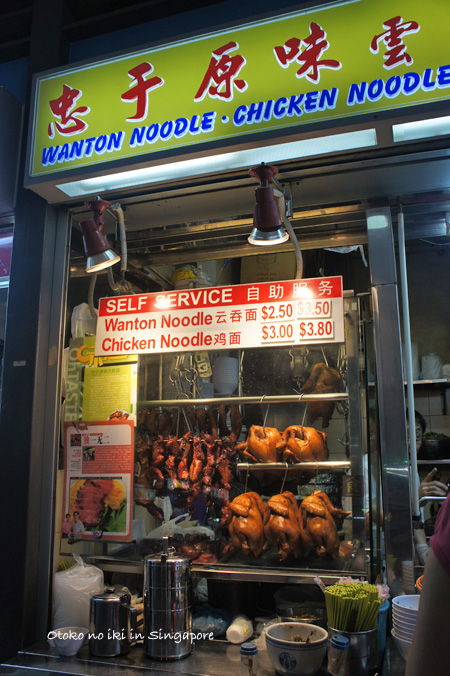 忠于原味雲
WANTON NOODLE · CHICKEN NOODLE
SELF SERVICE 自助服务
Wanton Noodle 云吞面 $2.50 $3.50
Chicken Noodle 鸡面 $3.00 $3.80
Otoko no iki in Singapore